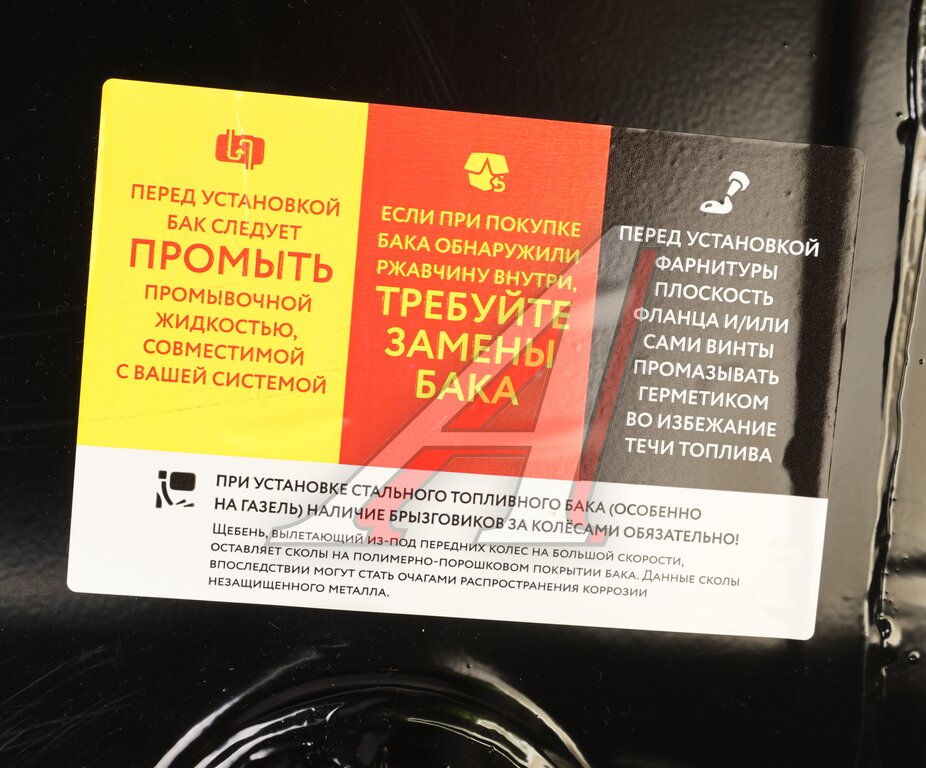 ПЕРЕД УСТАНОВКОЙ
БАК СЛЕДУЕТ
ПРОМЫТЬ
ПРОМЫВОЧНОЙ
ЖИДКОСТЬЮ,
СОВМЕСТИМОЙ
С ВАШЕЙ СИСТЕМОЙ
ЕСЛИ ПРИ ПОКУПКЕ
БАКА ОБНАРУЖИЛИ
РЖАВЧИНУ ВНУТРИ,
ТРЕБУЙТЕ
ЗАМЕНЫ
БАКА
ПЕРЕД УСТАНОВКОЙ
ФАРНИТУРЫ
ПЛОСКОСТЬ
ФЛАНЦА И/ИЛИ
САМИ ВИНТЫ
ПРОМАЗЫВАТЬ
ГЕРМЕТИКОМ
ВО ИЗБЕЖАНИЕ
ТЕЧИ ТОПЛИВА
ПРИ УСТАНОВКЕ СТАЛЬНОГО ТОПЛИВНОГО БАКА (ОСОБЕННО
НА ГАЗЕЛЬ) НАЛИЧИЕ БРЫЗГОВИКОВ ЗА КОЛЁСАМИ ОБЯЗАТЕЛЬНО!
ЩЕБЕНЬ, ВЫЛЕТАЮЩИЙ ИЗ-ПОД ПЕРЕДНИХ КОЛЕС НА БОЛЬШОЙ СКОРОСТИ,
ОСТАВЛЯЕТ СКОЛЫ НА ПОЛИМЕРНО-ПОРОШКОВОМ ПОКРЫТИИ БАКА. ДАННЫЕ СКОЛЫ
ВПОСЛЕДСТВИИ МОГУТ СТАТЬ ОЧАГАМИ РАСПРОСТРАНЕНИЯ КОРРОЗИИ
НЕЗАЩИЩЕННОГО МЕТАЛЛА.